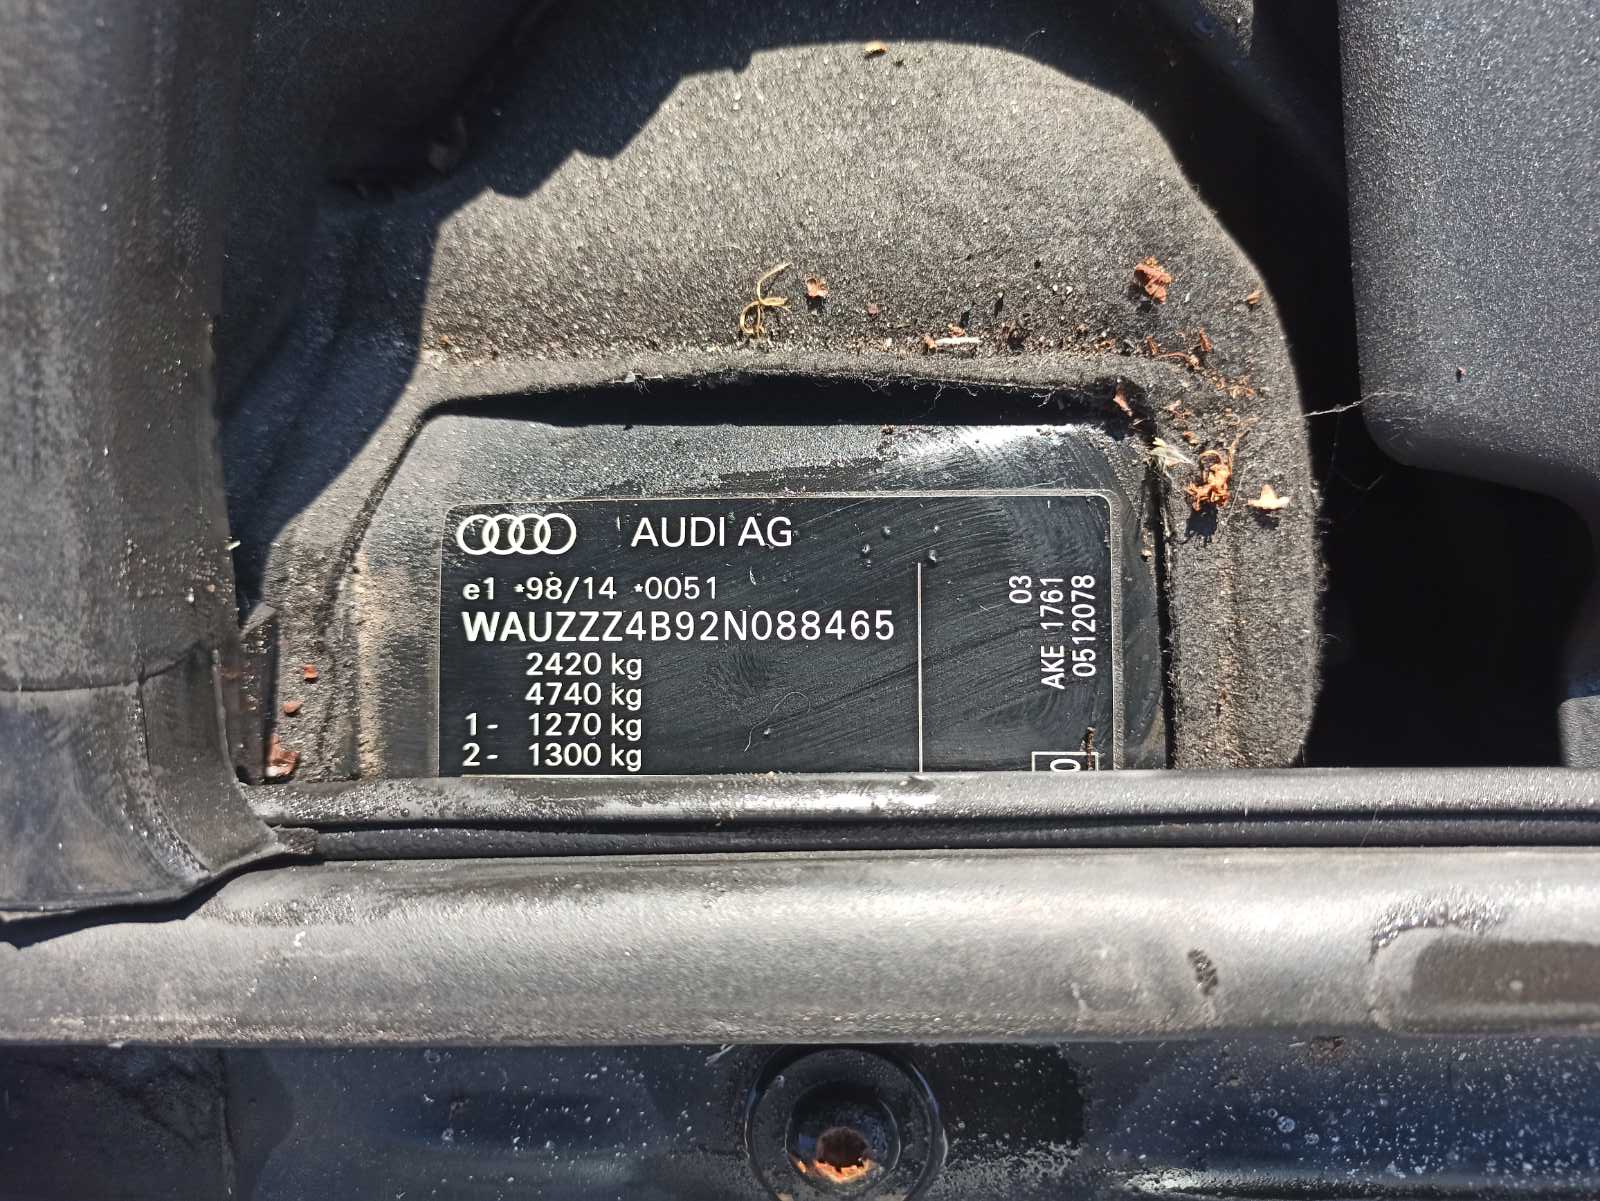 AUDI AG
e1 *98/14 *0051
WAUZZZ4B92N088465
2420 kg
4740 kg
1- 1270 kg
2- 1300 kg
03
AKE 1761
0512078